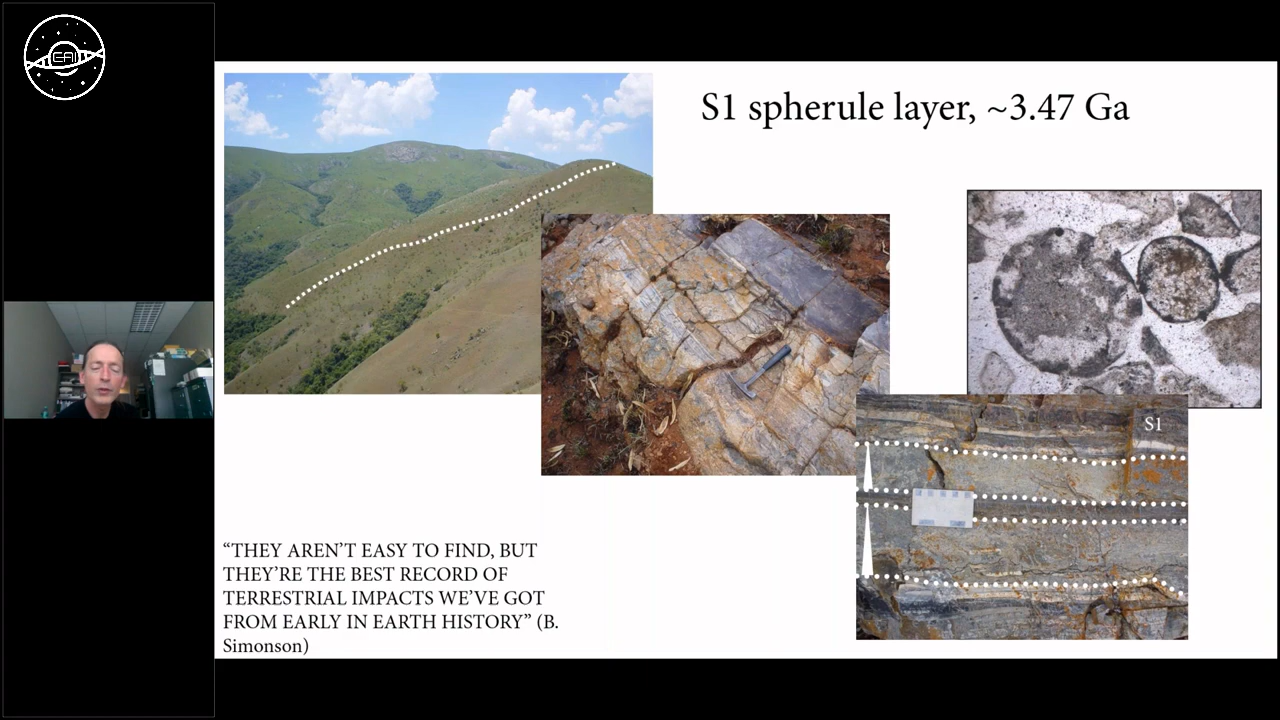 EAI
S1 spherule layer, ~3.47 Ga
S1
“THEY AREN’T EASY TO FIND, BUT
THEY’RE THE BEST RECORD OF
TERRESTRIAL IMPACTS WE’VE GOT
FROM EARLY IN EARTH HISTORY” (B.
Simonson)